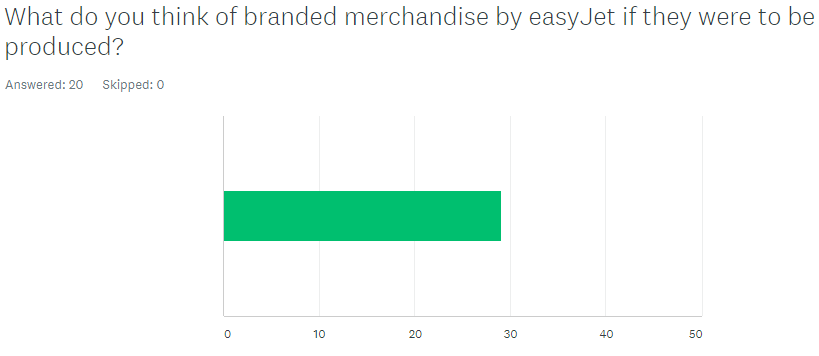 What do you think of branded merchandise by easyJet if they were to be
produced?
Answered: 20 Skipped: 0
0 10 20 30 40 50